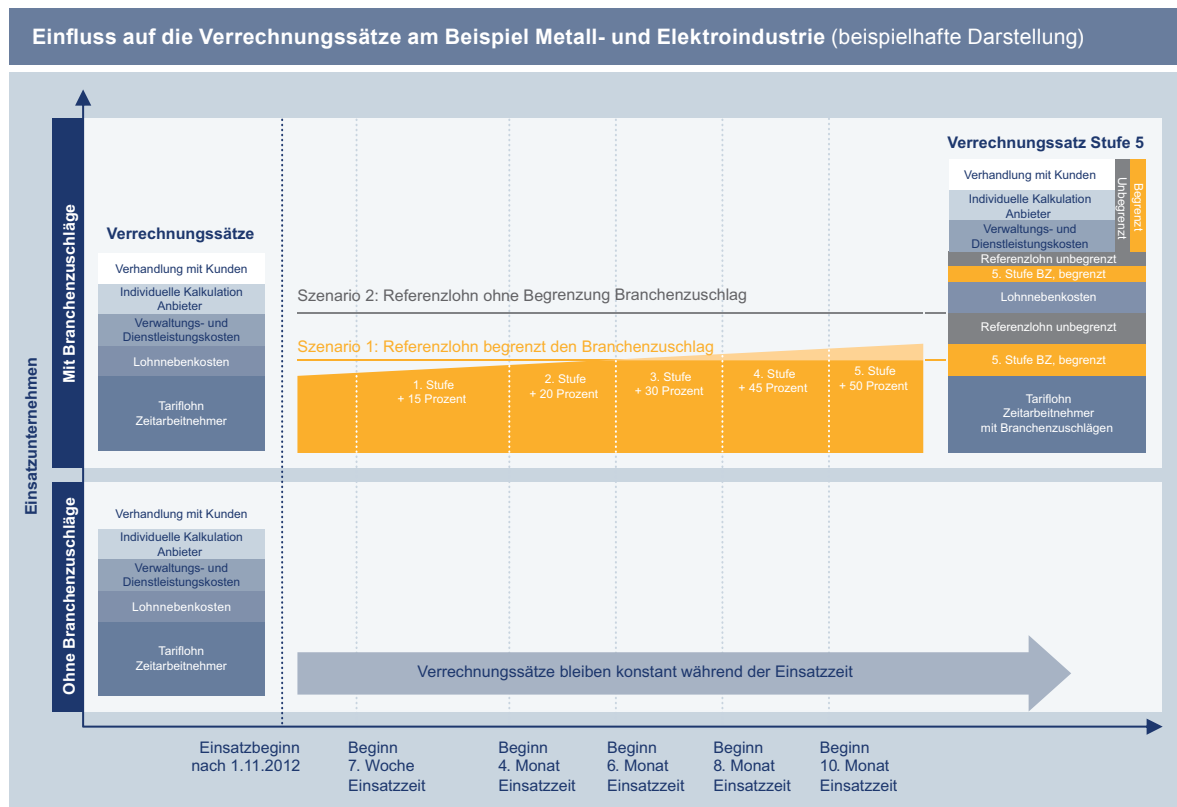 Einfluss auf die Verrechnungssätze am Beispiel Metall- und Elektroindustrie (beispielhafte Darstellung)
Einsatzunternehmen
Mit Branchenzuschläge
Verrechnungssätze
Verhandlung mit Kunden
Individuelle Kalkulation
Anbieter
Verwaltungs- und
Dienstleistungskosten
Lohnnebenkosten
Tariflohn
Zeitarbeitnehmer
Szenario 2: Referenzlohn ohne Begrenzung Branchenzuschlag
Szenario 1: Referenzlohn begrenzt den Branchenzuschlag
1. Stufe
+ 15 Prozent
2. Stufe
+ 20 Prozent
3. Stufe
+ 30 Prozent
4. Stufe
+ 45 Prozent
5. Stufe
+ 50 Prozent
Verrechnungssatz Stufe 5
Verhandlung mit Kunden
Individuelle Kalkulation
Anbieter
Verwaltungs- und
Dienstleistungskosten
Unbegrenzt
Begrenzt
Referenzlohn unbegrenzt
5. Stufe BZ, begrenzt
Lohnnebenkosten
Referenzlohn unbegrenzt
5. Stufe BZ, begrenzt
Tariflohn
Zeitarbeitnehmer
mit Branchenzuschlägen
Ohne Branchenzuschläge
Verhandlung mit Kunden
Individuelle Kalkulation
Anbieter
Verwaltungs- und
Dienstleistungskosten
Lohnnebenkosten
Tariflohn
Zeitarbeitnehmer
Verrechnungssätze bleiben konstant während der Einsatzzeit
Einsatzbeginn
nach 1.11.2012
Beginn
7. Woche
Einsatzzeit
Beginn
4. Monat
Einsatzzeit
Beginn
6. Monat
Einsatzzeit
Beginn
8. Monat
Einsatzzeit
Beginn
10. Monat
Einsatzzeit